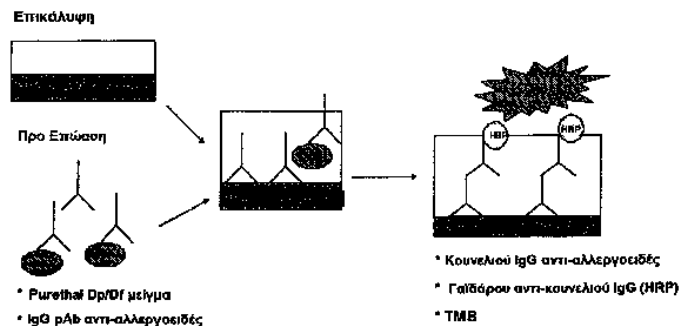 Επικάλυψη
Προ Επώαση
* Purethal Dp/Df μείγμα
* IgG pAb αντι-αλλεργοειδές
HRP
HRP
* Κουνελιού IgG αντι-αλλεργοειδές
* Γαϊδάρου αντι-κουνελιού IgG (HRP)
* TMB